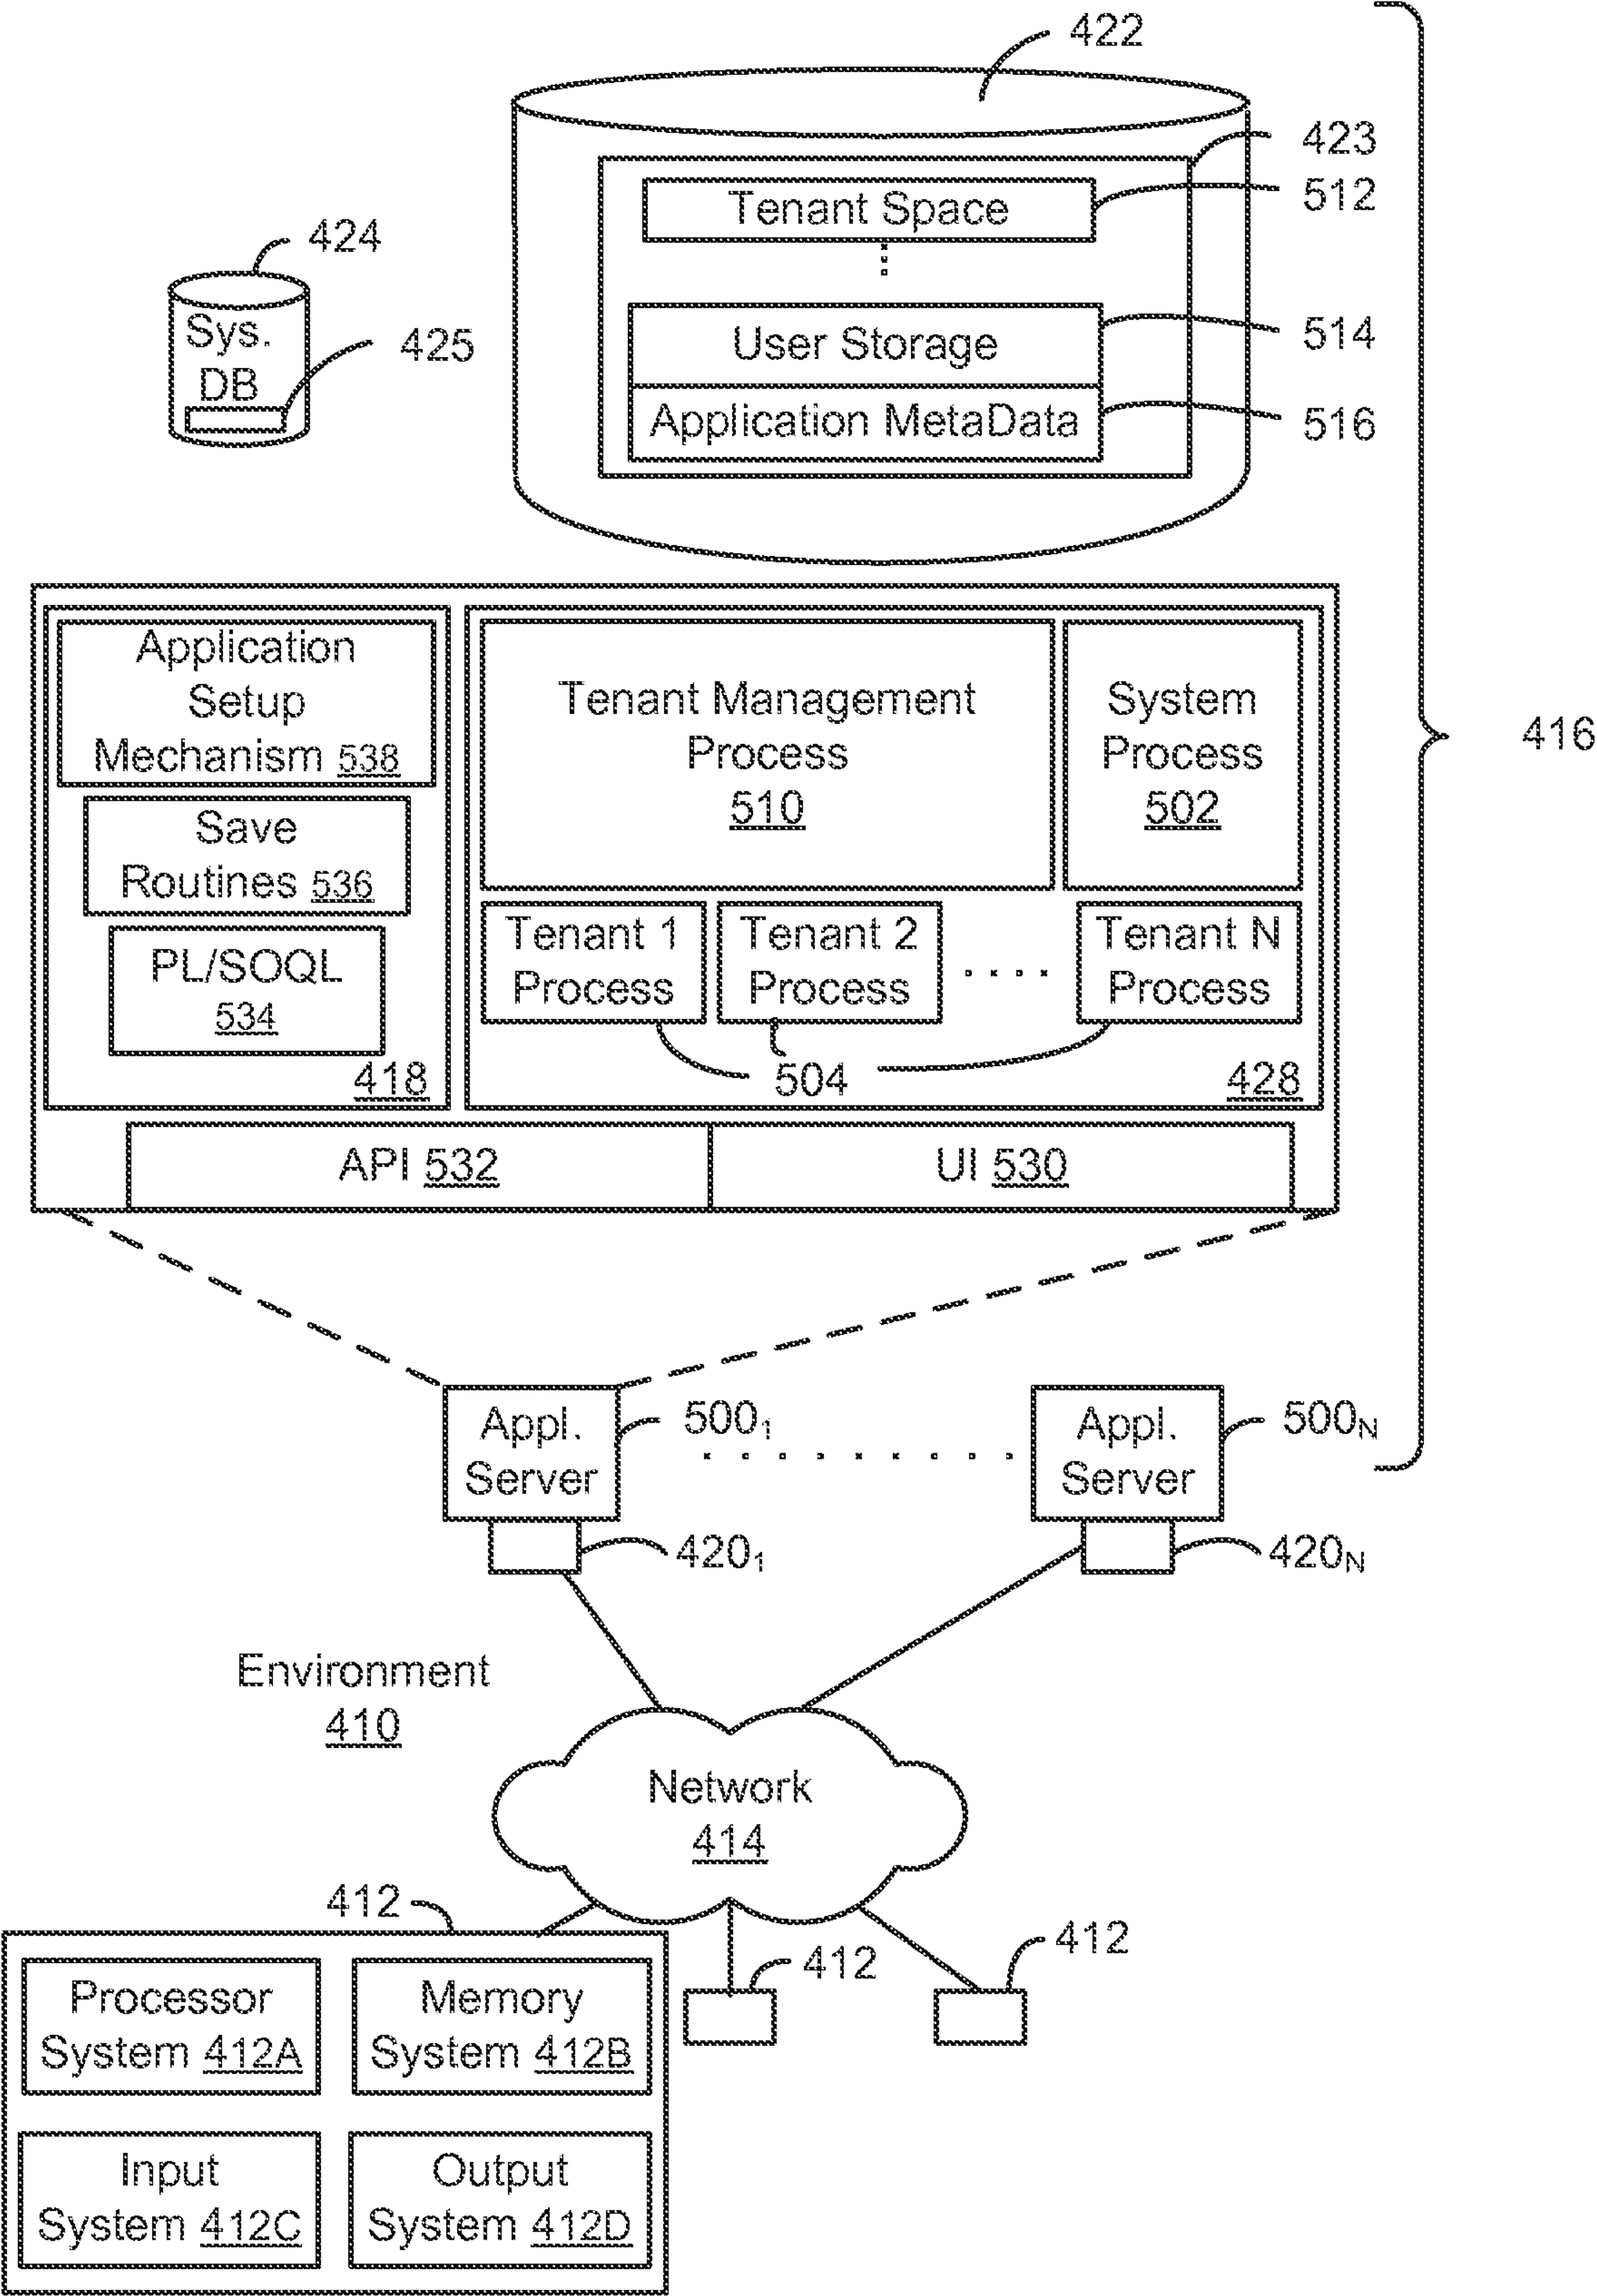 422
423
Tenant Space
512
424
Sys.
DB
425
User Storage
514
Application MetaData
516
Application
Setup
Mechanism 538
Save
Routines 536
PL/SOQL
534
418
Tenant Management
Process
510
System
Process
502
Tenant 1
Process
Tenant 2
Process
Tenant N
Process
504
428
416
API 532
UI 530
Appl.
Server
500₁
Appl.
Server
500N
420₁
420N
Environment
410
Network
414
412
412
412
Processor
System 412A
Memory
System 412B
Input
System 412C
Output
System 412D